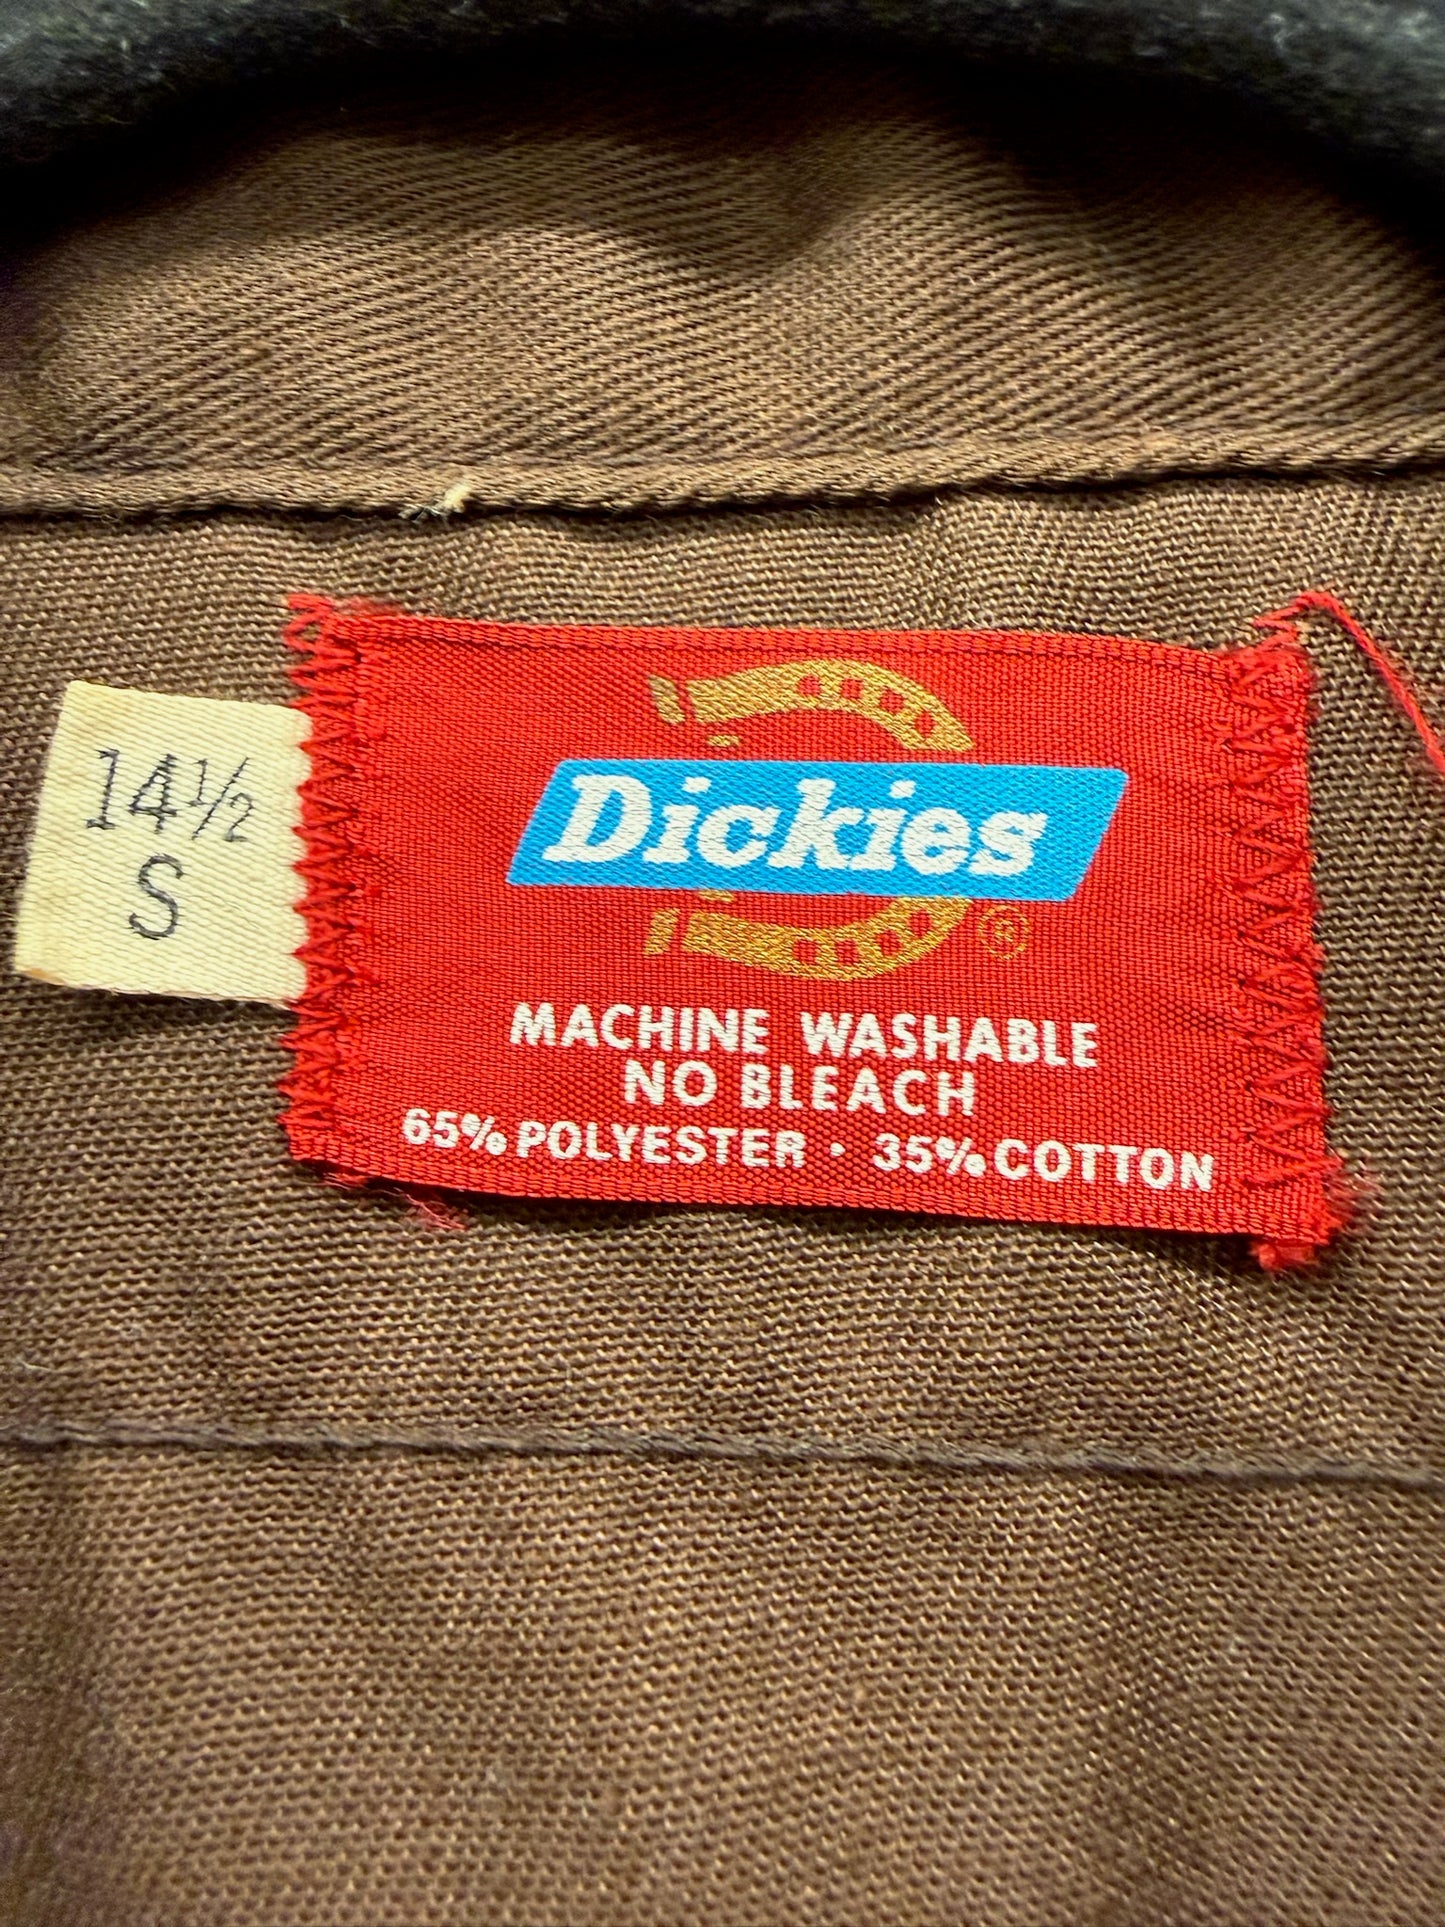 14½
S
Dickies
®
MACHINE WASHABLE
NO BLEACH
65% POLYESTER · 35% COTTON